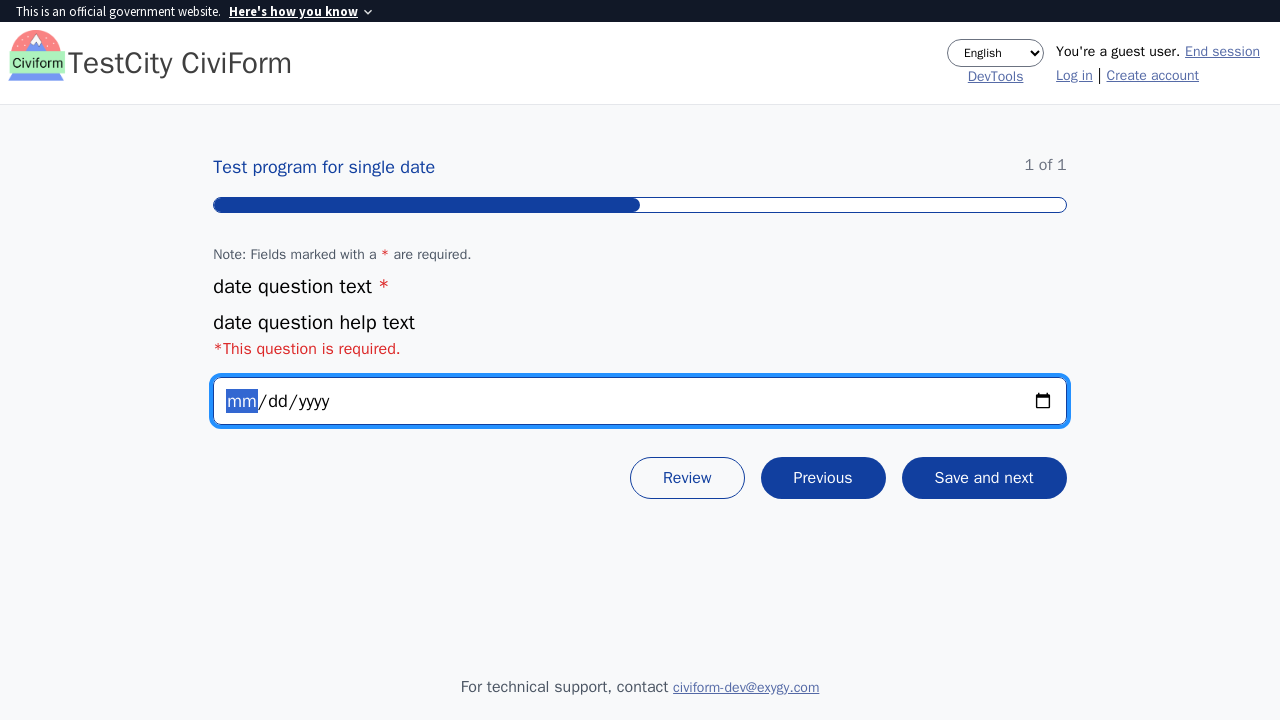 This is an official government website. Here's how you know
Civiform
TestCity CiviForm
English
DevTools
You're a guest user. End session
Log in | Create account
Test program for single date
1 of 1
Note: Fields marked with a * are required.
date question text *
date question help text
*This question is required.
mm/dd/yyyy
Review
Previous
Save and next
For technical support, contact civiform-dev@exygy.com